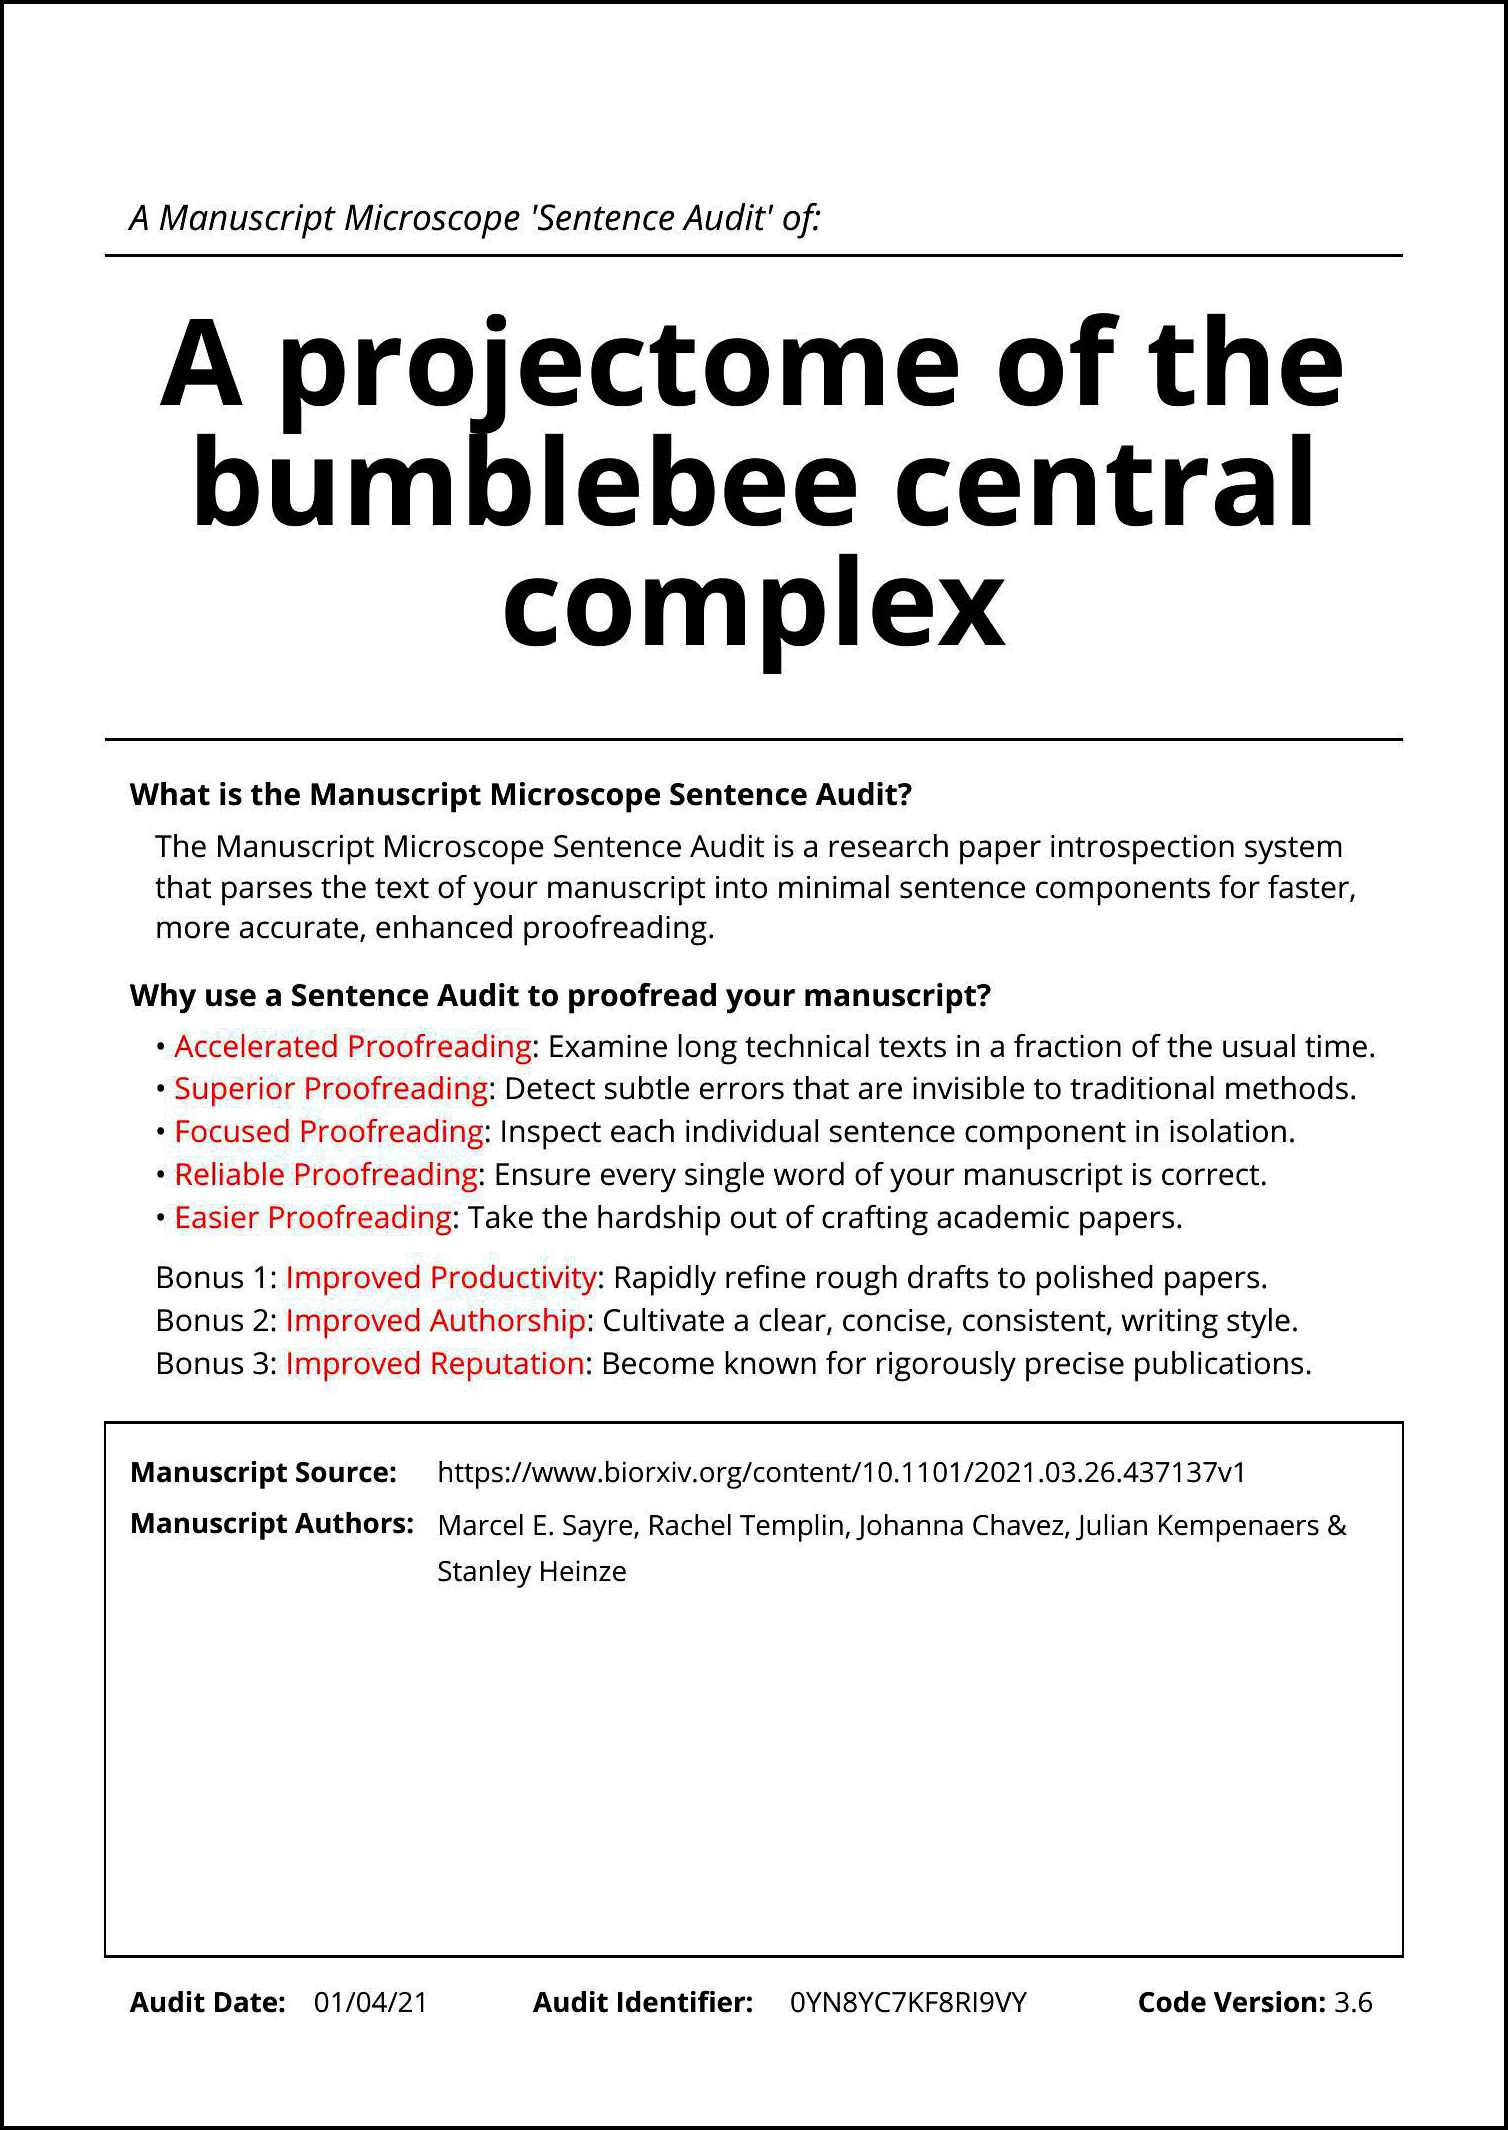 A Manuscript Microscope 'Sentence Audit' of:
A projectome of the
bumblebee central
complex
What is the Manuscript Microscope Sentence Audit?
The Manuscript Microscope Sentence Audit is a research paper introspection system
that parses the text of your manuscript into minimal sentence components for faster,
more accurate, enhanced proofreading.
Why use a Sentence Audit to proofread your manuscript?
• Accelerated Proofreading: Examine long technical texts in a fraction of the usual time.
• Superior Proofreading: Detect subtle errors that are invisible to traditional methods.
• Focused Proofreading: Inspect each individual sentence component in isolation.
• Reliable Proofreading: Ensure every single word of your manuscript is correct.
• Easier Proofreading: Take the hardship out of crafting academic papers.
Bonus 1: Improved Productivity: Rapidly refine rough drafts to polished papers.
Bonus 2: Improved Authorship: Cultivate a clear, concise, consistent, writing style.
Bonus 3: Improved Reputation: Become known for rigorously precise publications.
Manuscript Source: https://www.biorxiv.org/content/10.1101/2021.03.26.437137v1
Manuscript Authors: Marcel E. Sayre, Rachel Templin, Johanna Chavez, Julian Kempenaers &
Stanley Heinze
Audit Date: 01/04/21 Audit Identifier: 0YN8YC7KF8RI9VY Code Version: 3.6